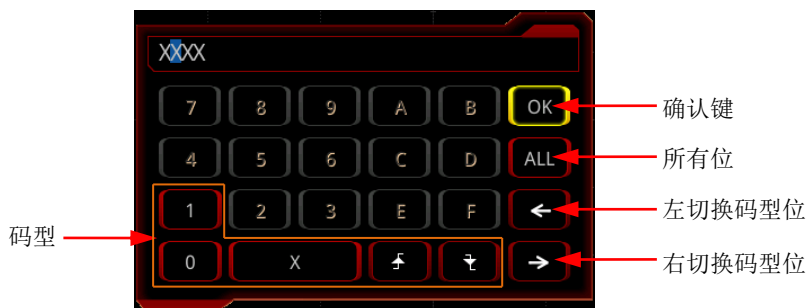 XXXX
7 8 9 A B OK 确认键
4 5 6 C D ALL 所有位
1 2 3 E F ← 左切换码型位
码型
0 X → 右切换码型位